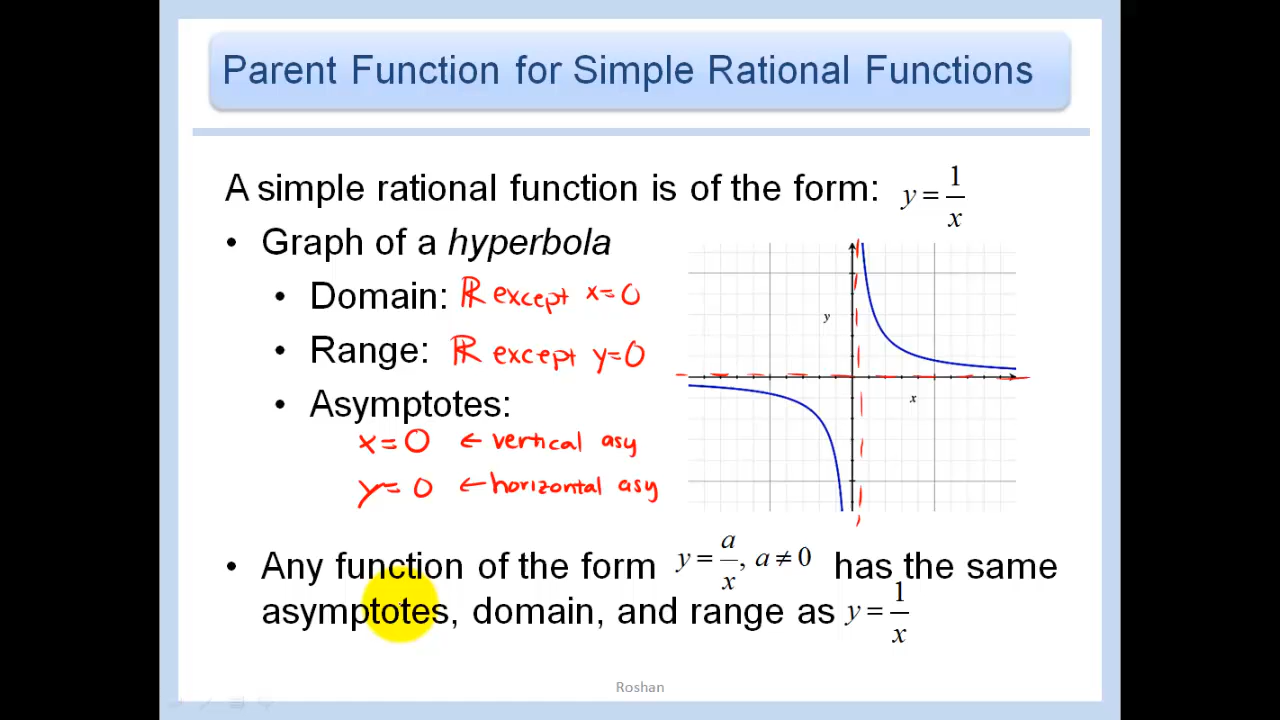 Parent Function for Simple Rational Functions
A simple rational function is of the form: y = 1/x
• Graph of a hyperbola
• Domain: ℝ except x=0
• Range: ℝ except y=0
• Asymptotes:
x=0 ← vertical asy
y=0 ← horizontal asy
y
x
• Any function of the form y = a/x, a ≠ 0 has the same
asymptotes, domain, and range as y = 1/x
Roshan